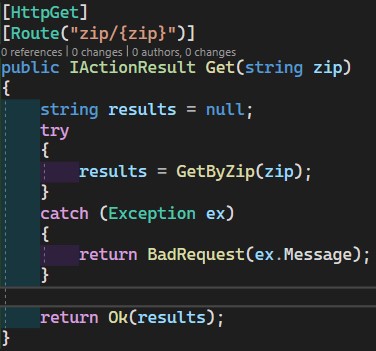 [HttpGet]
[Route("zip/{zip}")]
0 references | 0 changes | 0 authors, 0 changes
public IActionResult Get(string zip)
{
    string results = null;
    try
    {
        results = GetByZip(zip);
    }
    catch (Exception ex)
    {
        return BadRequest(ex.Message);
    }

    return Ok(results);
}